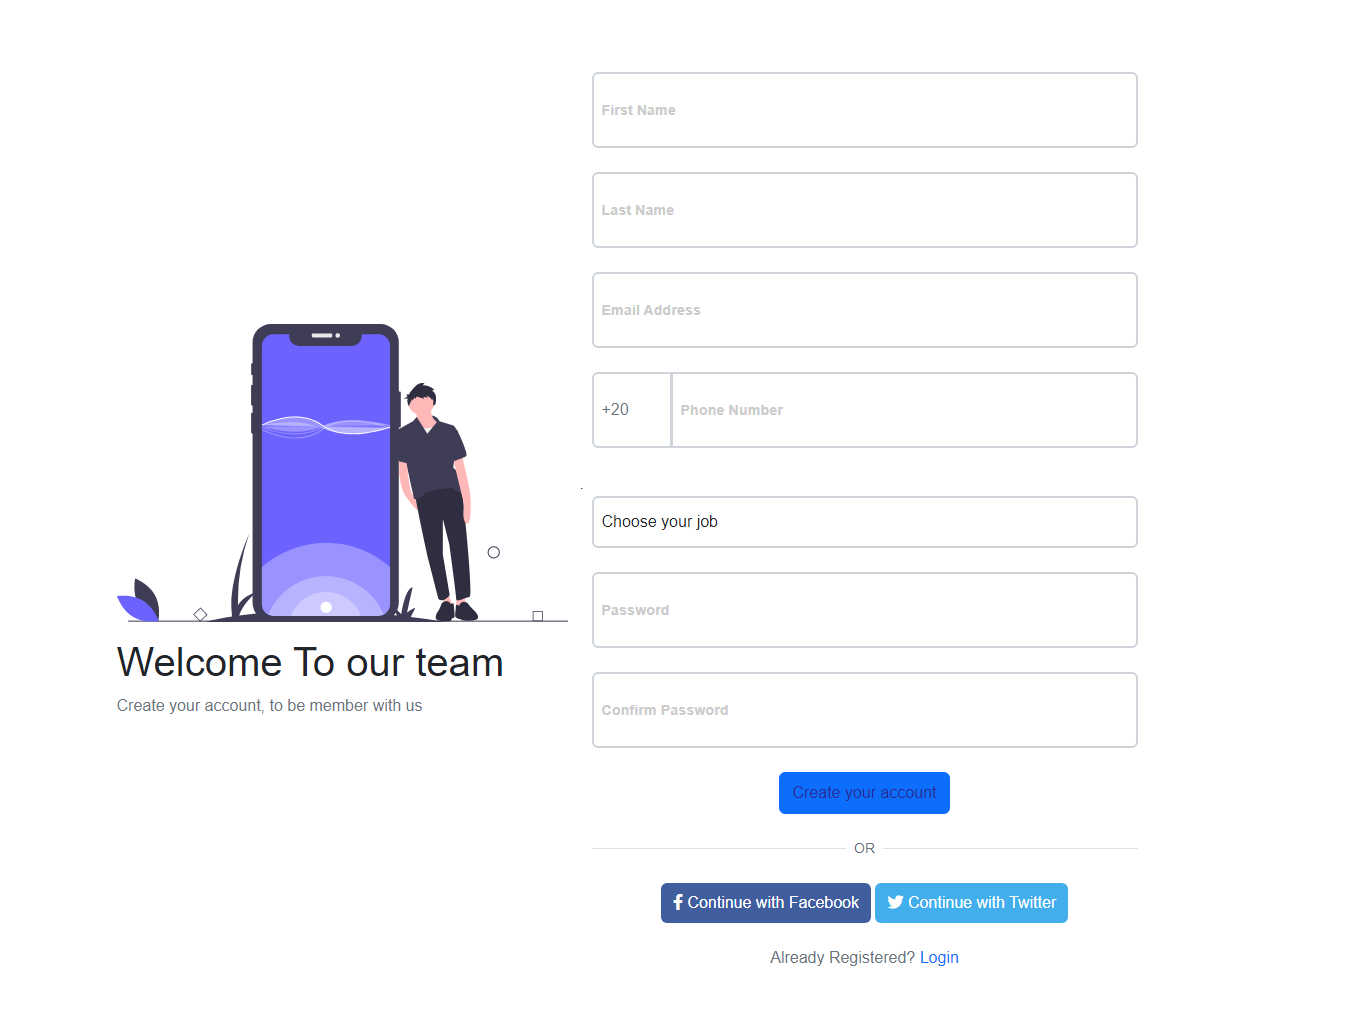 First Name
Last Name
Email Address
+20 Phone Number
Choose your job
Password
Confirm Password
Welcome To our team
Create your account, to be member with us
Create your account
OR
Continue with Facebook Continue with Twitter
Already Registered? Login